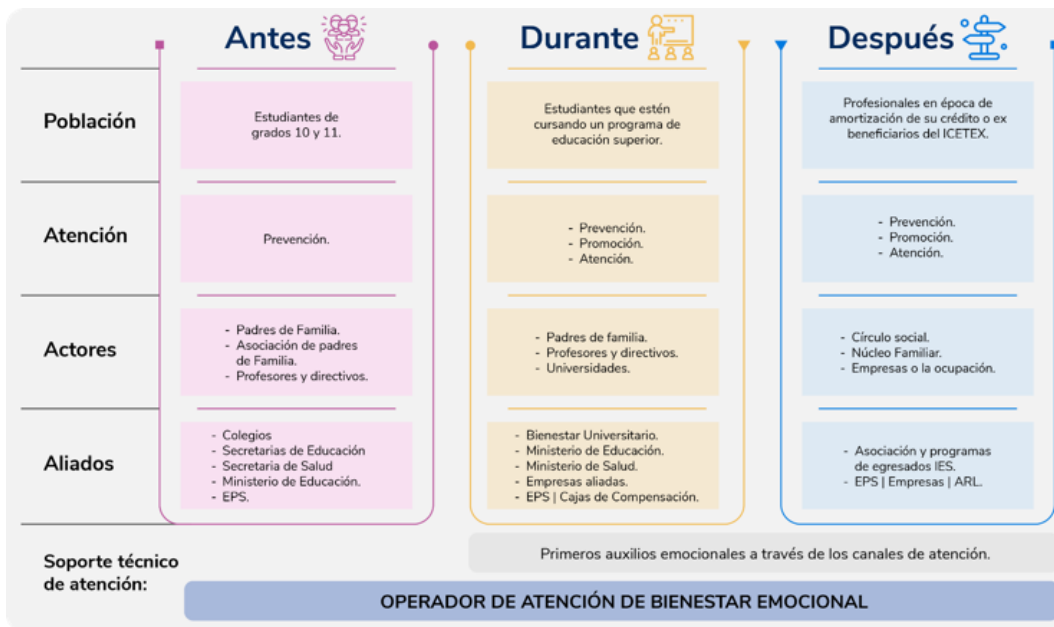 Antes
Durante
Después
Población
Estudiantes de
grados 10 y 11.
Estudiantes que estén
cursando un programa de
educación superior.
Profesionales en época de
amortización de su crédito o ex
beneficiarios del ICETEX.
Atención
Prevención.
- Prevención.
- Promoción.
- Atención.
- Prevención.
- Promoción.
- Atención.
Actores
- Padres de Familia.
- Asociación de padres
de Familia.
- Profesores y directivos.
- Padres de familia.
- Profesores y directivos.
- Universidades.
- Círculo social.
- Núcleo Familiar.
- Empresas o la ocupación.
Aliados
- Colegios
- Secretarias de Educación
- Secretaria de Salud
- Ministerio de Educación.
- EPS.
- Bienestar Universitario.
- Ministerio de Educación.
- Ministerio de Salud.
- Empresas aliadas.
- EPS | Cajas de Compensación.
- Asociación y programas
de egresados IES.
- EPS | Empresas | ARL.
Soporte técnico
de atención:
Primeros auxilios emocionales a través de los canales de atención.
OPERADOR DE ATENCIÓN DE BIENESTAR EMOCIONAL